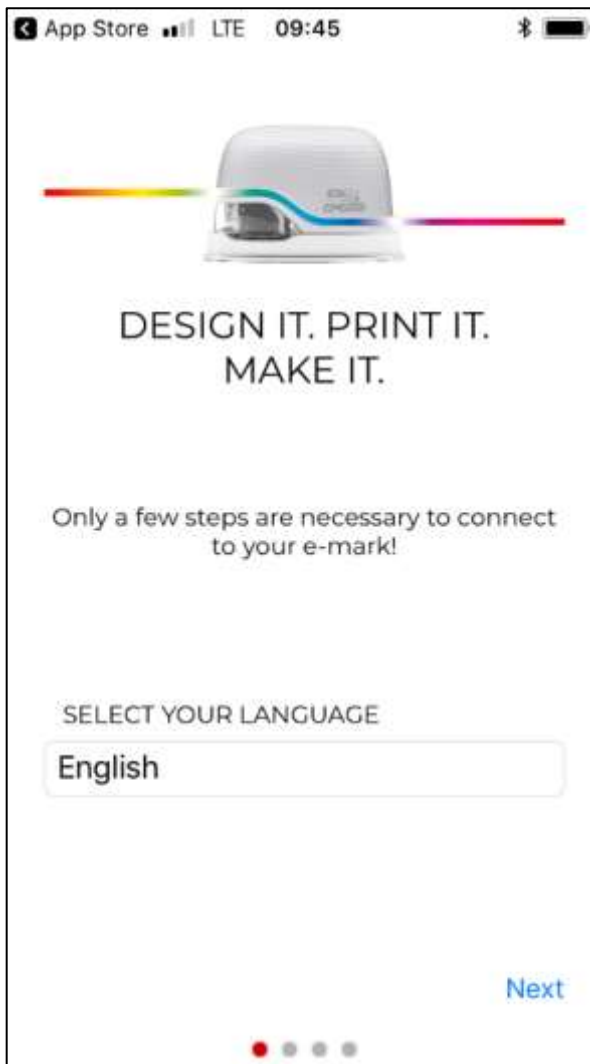 App Store LTE 09:45
DESIGN IT. PRINT IT.
MAKE IT.
Only a few steps are necessary to connect
to your e-mark!
SELECT YOUR LANGUAGE
English
Next